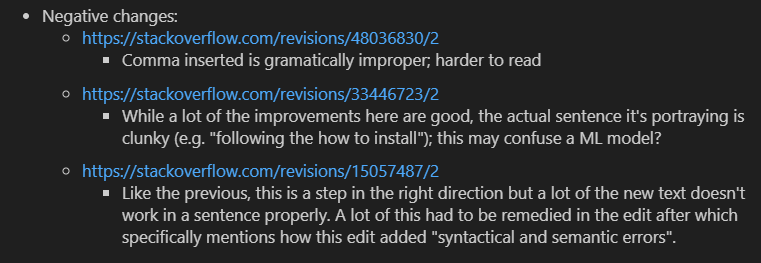 Negative changes:
https://stackoverflow.com/revisions/48036830/2
Comma inserted is gramatically improper; harder to read
https://stackoverflow.com/revisions/33446723/2
While a lot of the improvements here are good, the actual sentence it's portraying is
clunky (e.g. "following the how to install"); this may confuse a ML model?
https://stackoverflow.com/revisions/15057487/2
Like the previous, this is a step in the right direction but a lot of the new text doesn't
work in a sentence properly. A lot of this had to be remedied in the edit after which
specifically mentions how this edit added "syntactical and semantic errors".